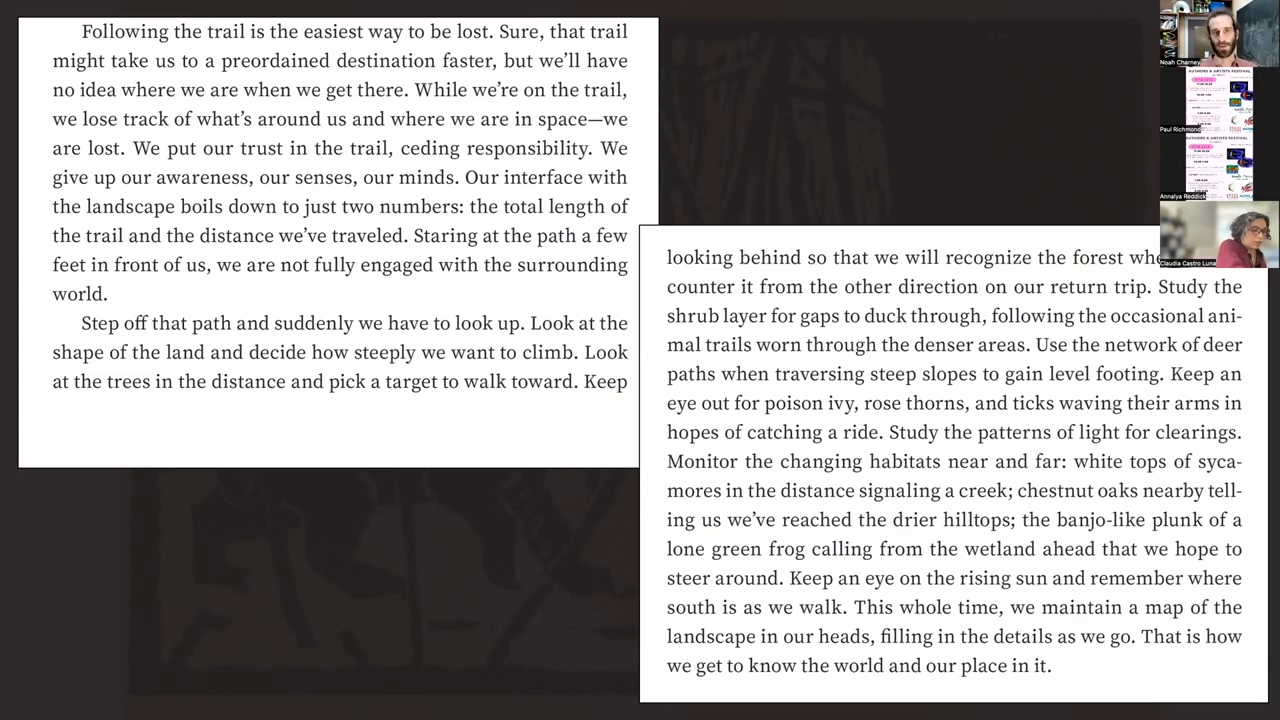 Following the trail is the easiest way to be lost. Sure, that trail
might take us to a preordained destination faster, but we'll have
no idea where we are when we get there. While we're on the trail,
we lose track of what's around us and where we are in space—we
are lost. We put our trust in the trail, ceding responsibility. We
give up our awareness, our senses, our minds. Our interface with
the landscape boils down to just two numbers: the total length of
the trail and the distance we've traveled. Staring at the path a few
feet in front of us, we are not fully engaged with the surrounding
world.
Step off that path and suddenly we have to look up. Look at the
shape of the land and decide how steeply we want to climb. Look
at the trees in the distance and pick a target to walk toward. Keep
looking behind so that we will recognize the forest
counter it from the other direction on our return trip. Study the
shrub layer for gaps to duck through, following the occasional ani-
mal trails worn through the denser areas. Use the network of deer
paths when traversing steep slopes to gain level footing. Keep an
eye out for poison ivy, rose thorns, and ticks waving their arms in
hopes of catching a ride. Study the patterns of light for clearings.
Monitor the changing habitats near and far: white tops of syca-
mores in the distance signaling a creek; chestnut oaks nearby tell-
ing us we've reached the drier hilltops; the banjo-like plunk of a
lone green frog calling from the wetland ahead that we hope to
steer around. Keep an eye on the rising sun and remember where
south is as we walk. This whole time, we maintain a map of the
landscape in our heads, filling in the details as we go. That is how
we get to know the world and our place in it.
Noah Charney
AUTHORS & ARTISTS FESTIVAL
Paul Richmond
AUTHORS & ARTISTS FESTIVAL
Annalya Reddick
Claudia Castro Luna